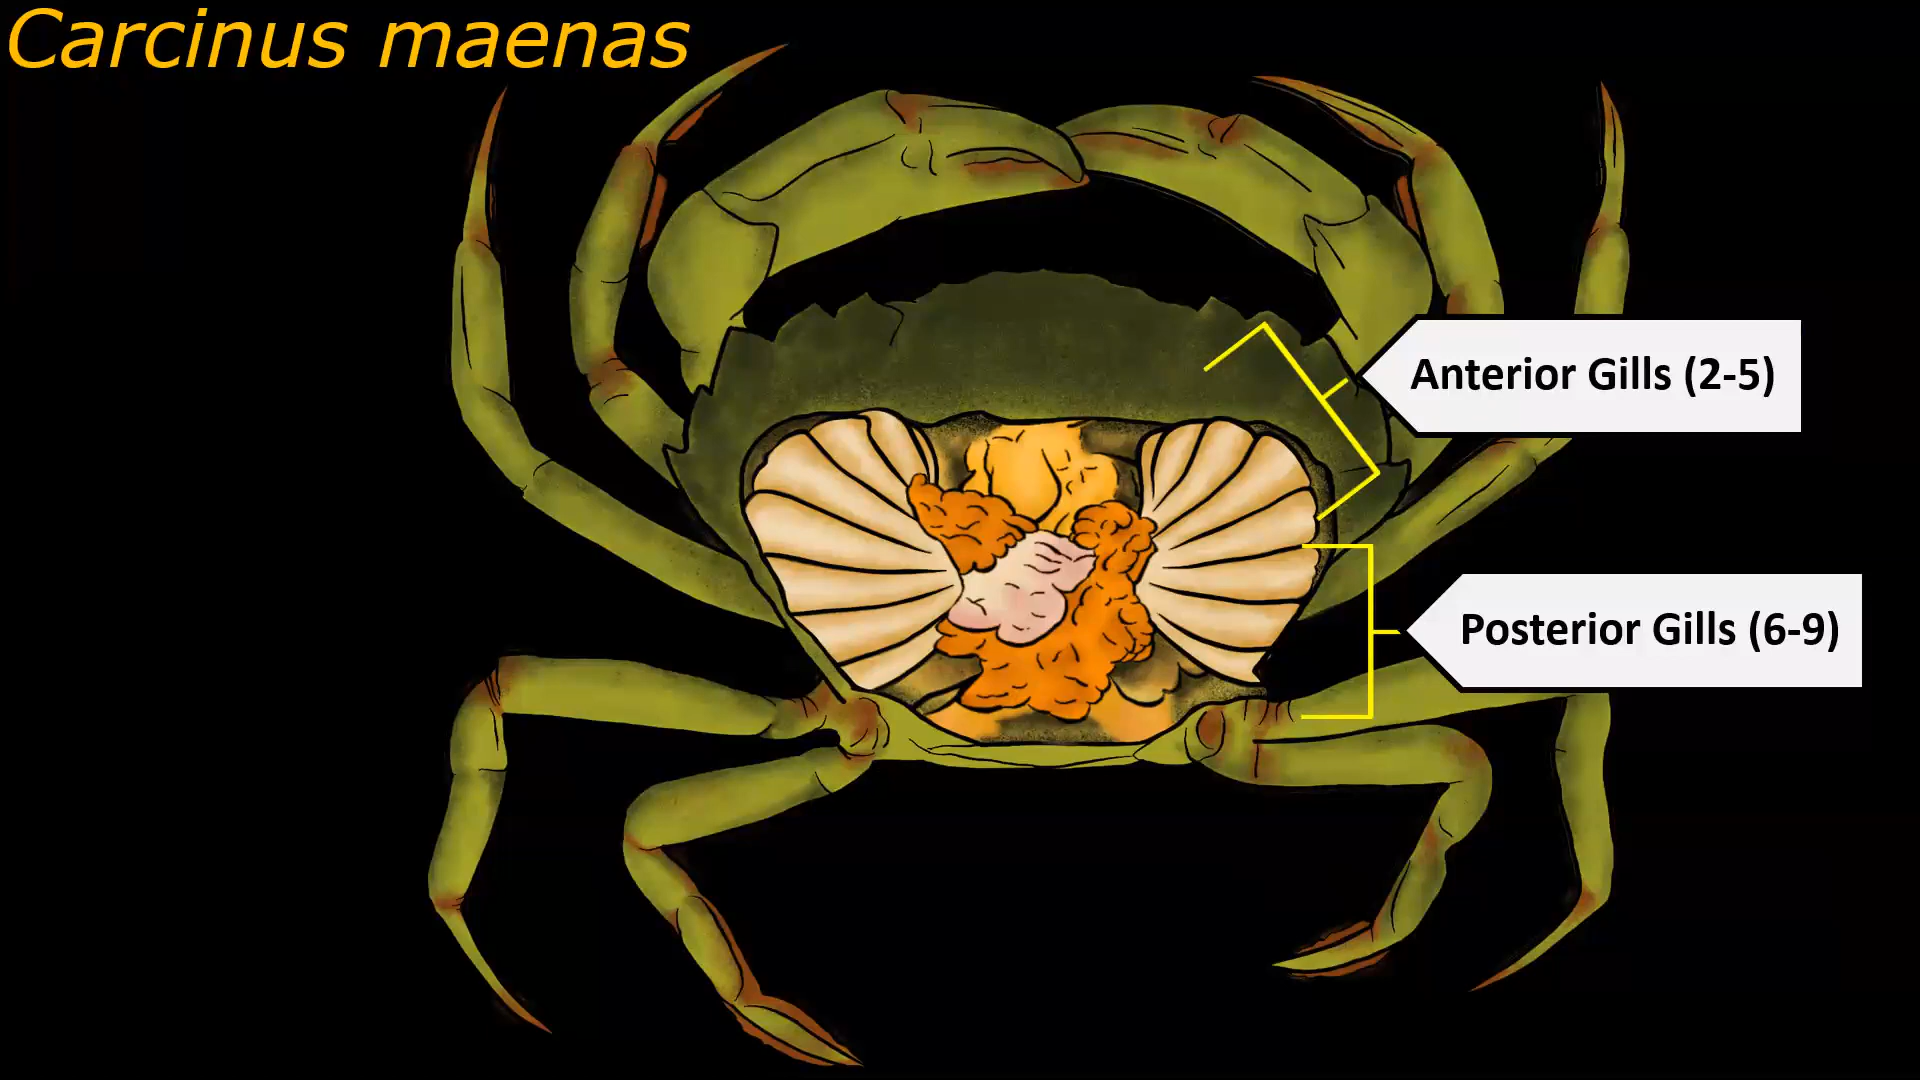 Carcinus maenas
Anterior Gills (2-5)
Posterior Gills (6-9)